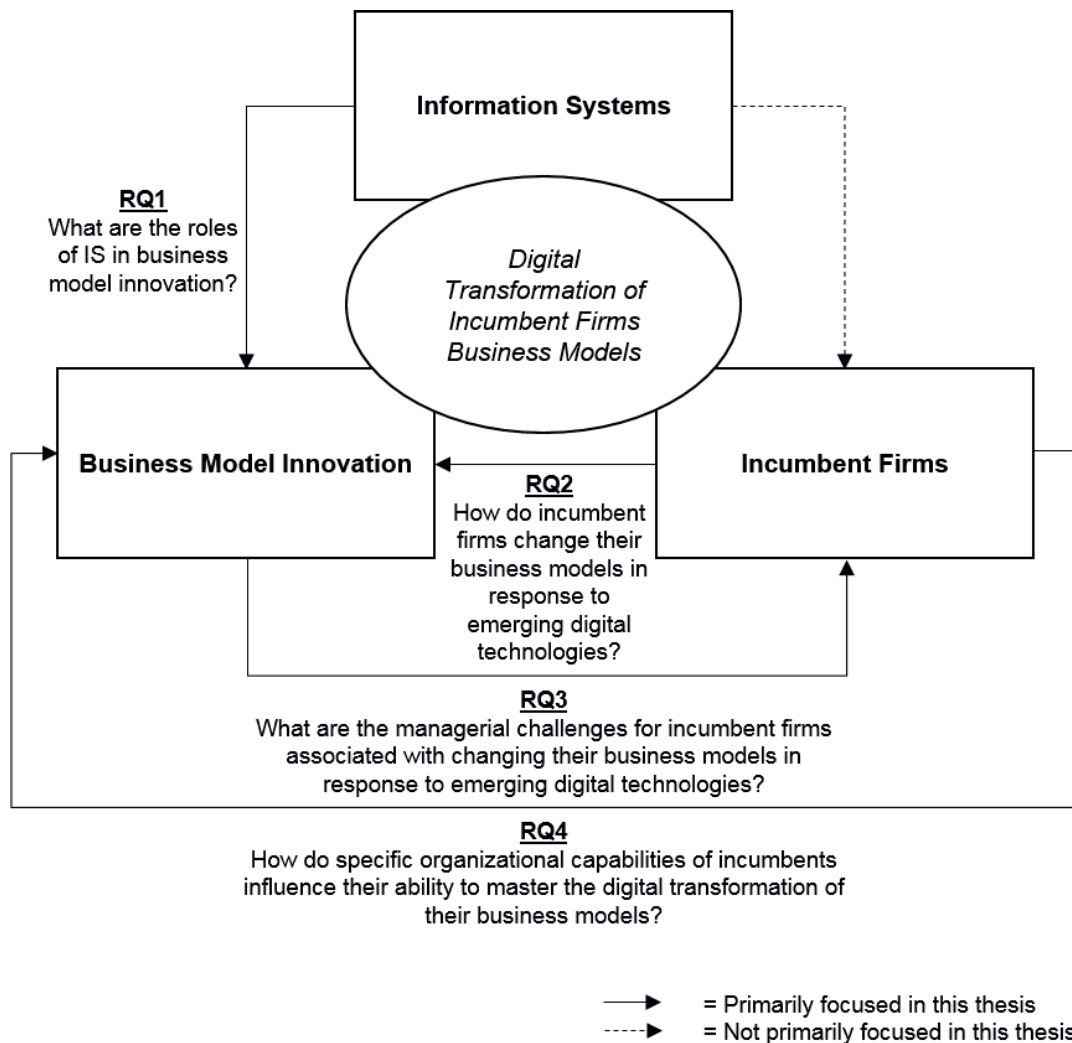 Information Systems
RQ1
What are the roles
of IS in business
model innovation?
Digital
Transformation of
Incumbent Firms
Business Models
Business Model Innovation
Incumbent Firms
RQ2
How do incumbent
firms change their
business models in
response to
emerging digital
technologies?
RQ3
What are the managerial challenges for incumbent firms
associated with changing their business models in
response to emerging digital technologies?
RQ4
How do specific organizational capabilities of incumbents
influence their ability to master the digital transformation of
their business models?
= Primarily focused in this thesis
= Not primarily focused in this thesis